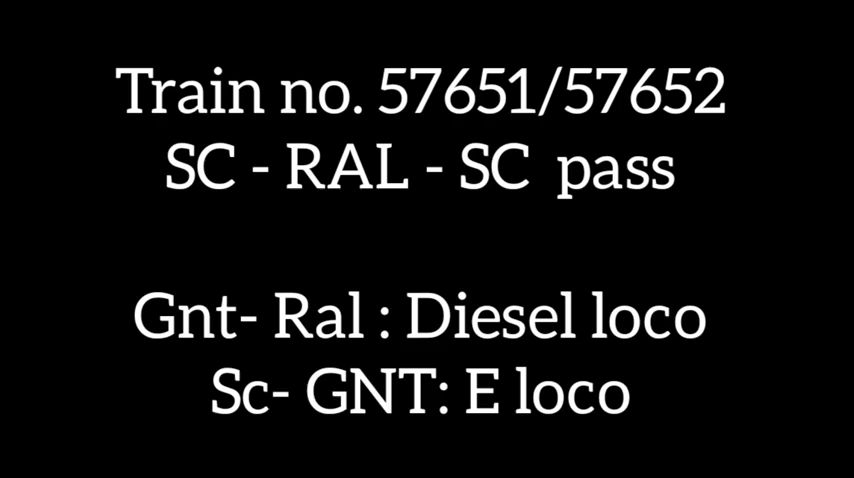 Train no. 57651/57652
SC - RAL - SC pass
Gnt- Ral : Diesel loco
Sc- GNT: E loco